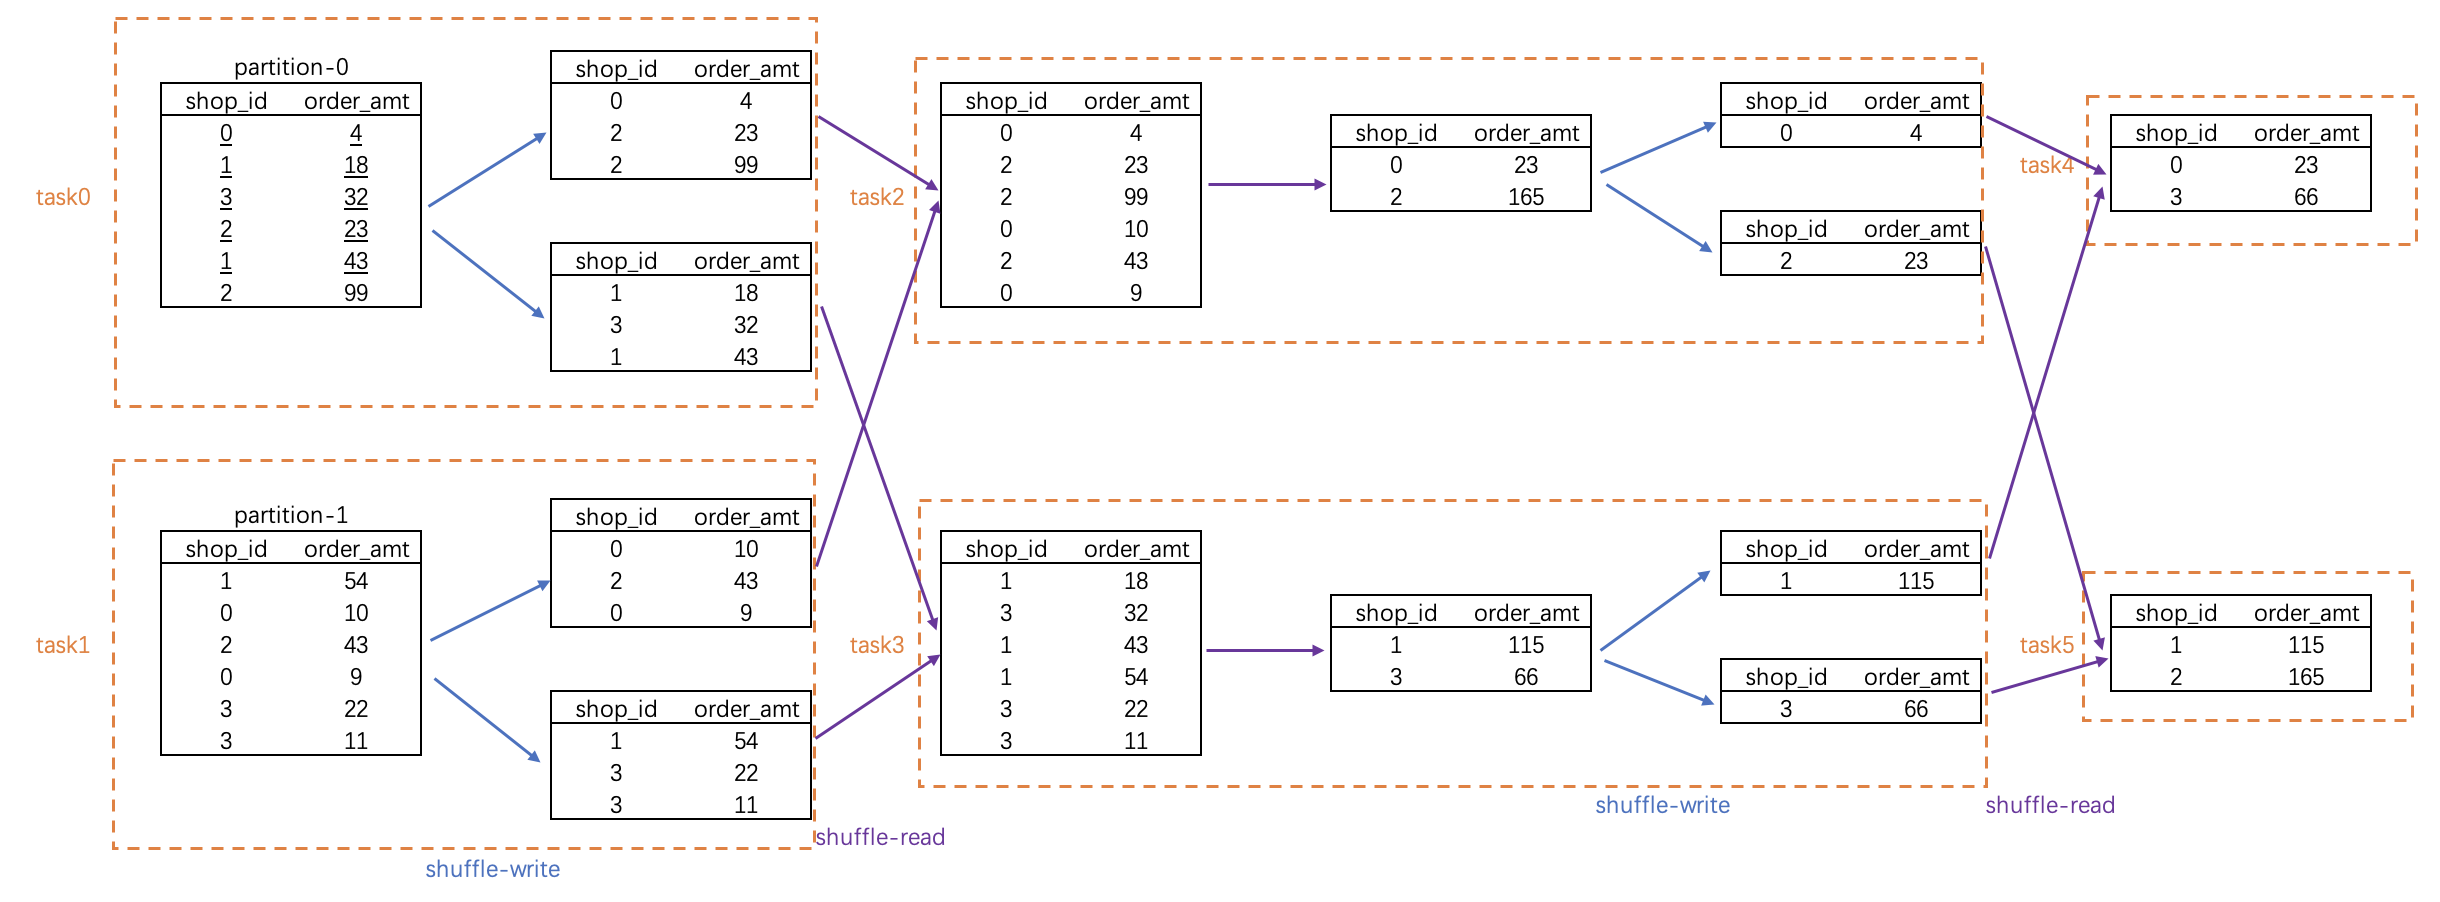 partition-0
shop_id order_amt
0 4
1 18
3 32
2 23
1 43
2 99
task0
shop_id order_amt
0 4
2 23
2 99
shop_id order_amt
1 18
3 32
1 43
partition-1
shop_id order_amt
1 54
0 10
2 43
0 9
3 22
3 11
task1
shop_id order_amt
0 10
2 43
0 9
shop_id order_amt
1 54
3 22
3 11
shuffle-write
shuffle-read
task2
shop_id order_amt
0 4
2 23
2 99
0 10
2 43
0 9
shop_id order_amt
0 23
2 165
shop_id order_amt
0 4
shop_id order_amt
2 23
task3
shop_id order_amt
1 18
3 32
1 43
1 54
3 22
3 11
shop_id order_amt
1 115
3 66
shop_id order_amt
1 115
shop_id order_amt
3 66
shuffle-write
shuffle-read
task4
shop_id order_amt
0 23
3 66
task5
shop_id order_amt
1 115
2 165